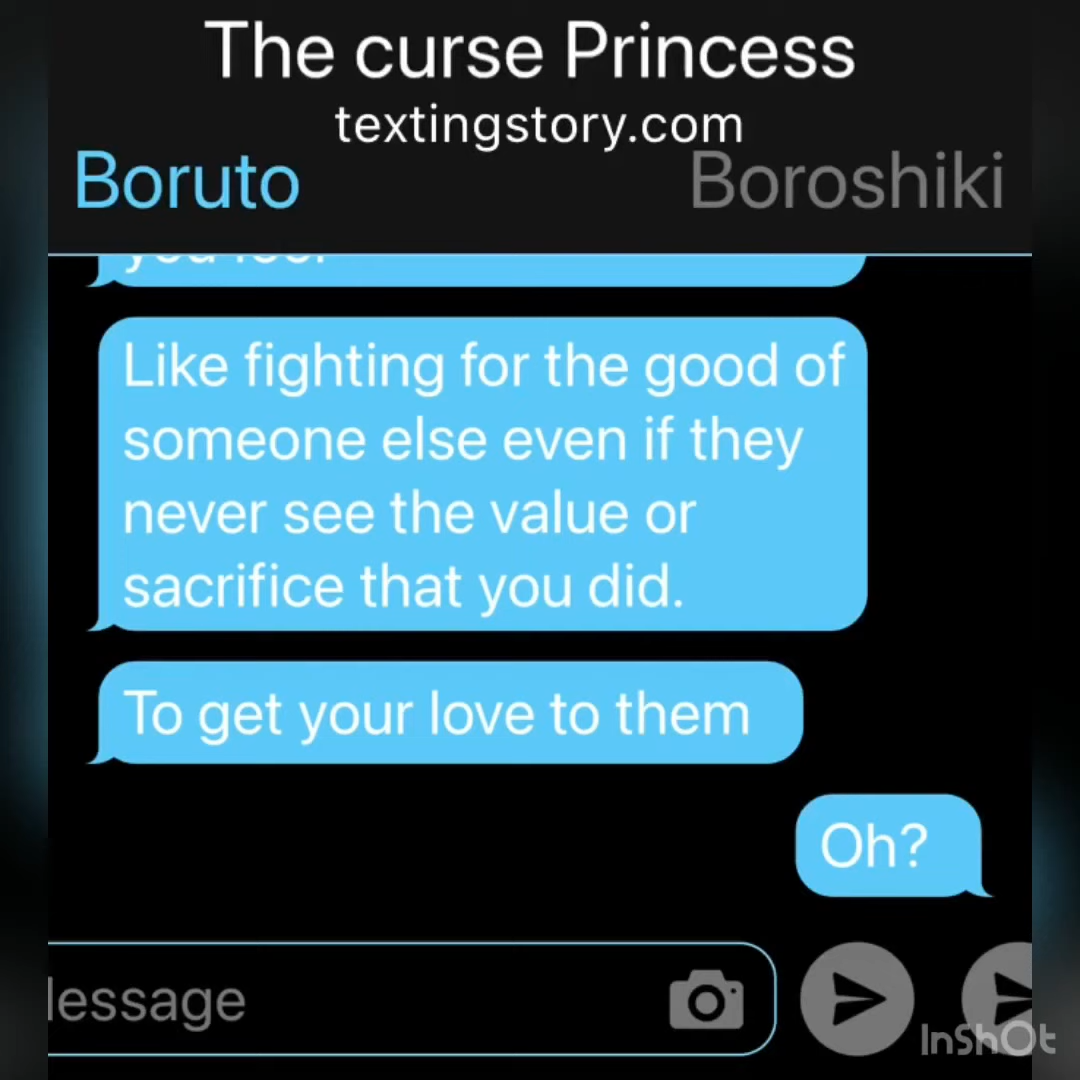 The curse Princess
textingstory.com
Boruto
Boroshiki
Like fighting for the good of
someone else even if they
never see the value or
sacrifice that you did.
To get your love to them
Oh?
essage
InShOt